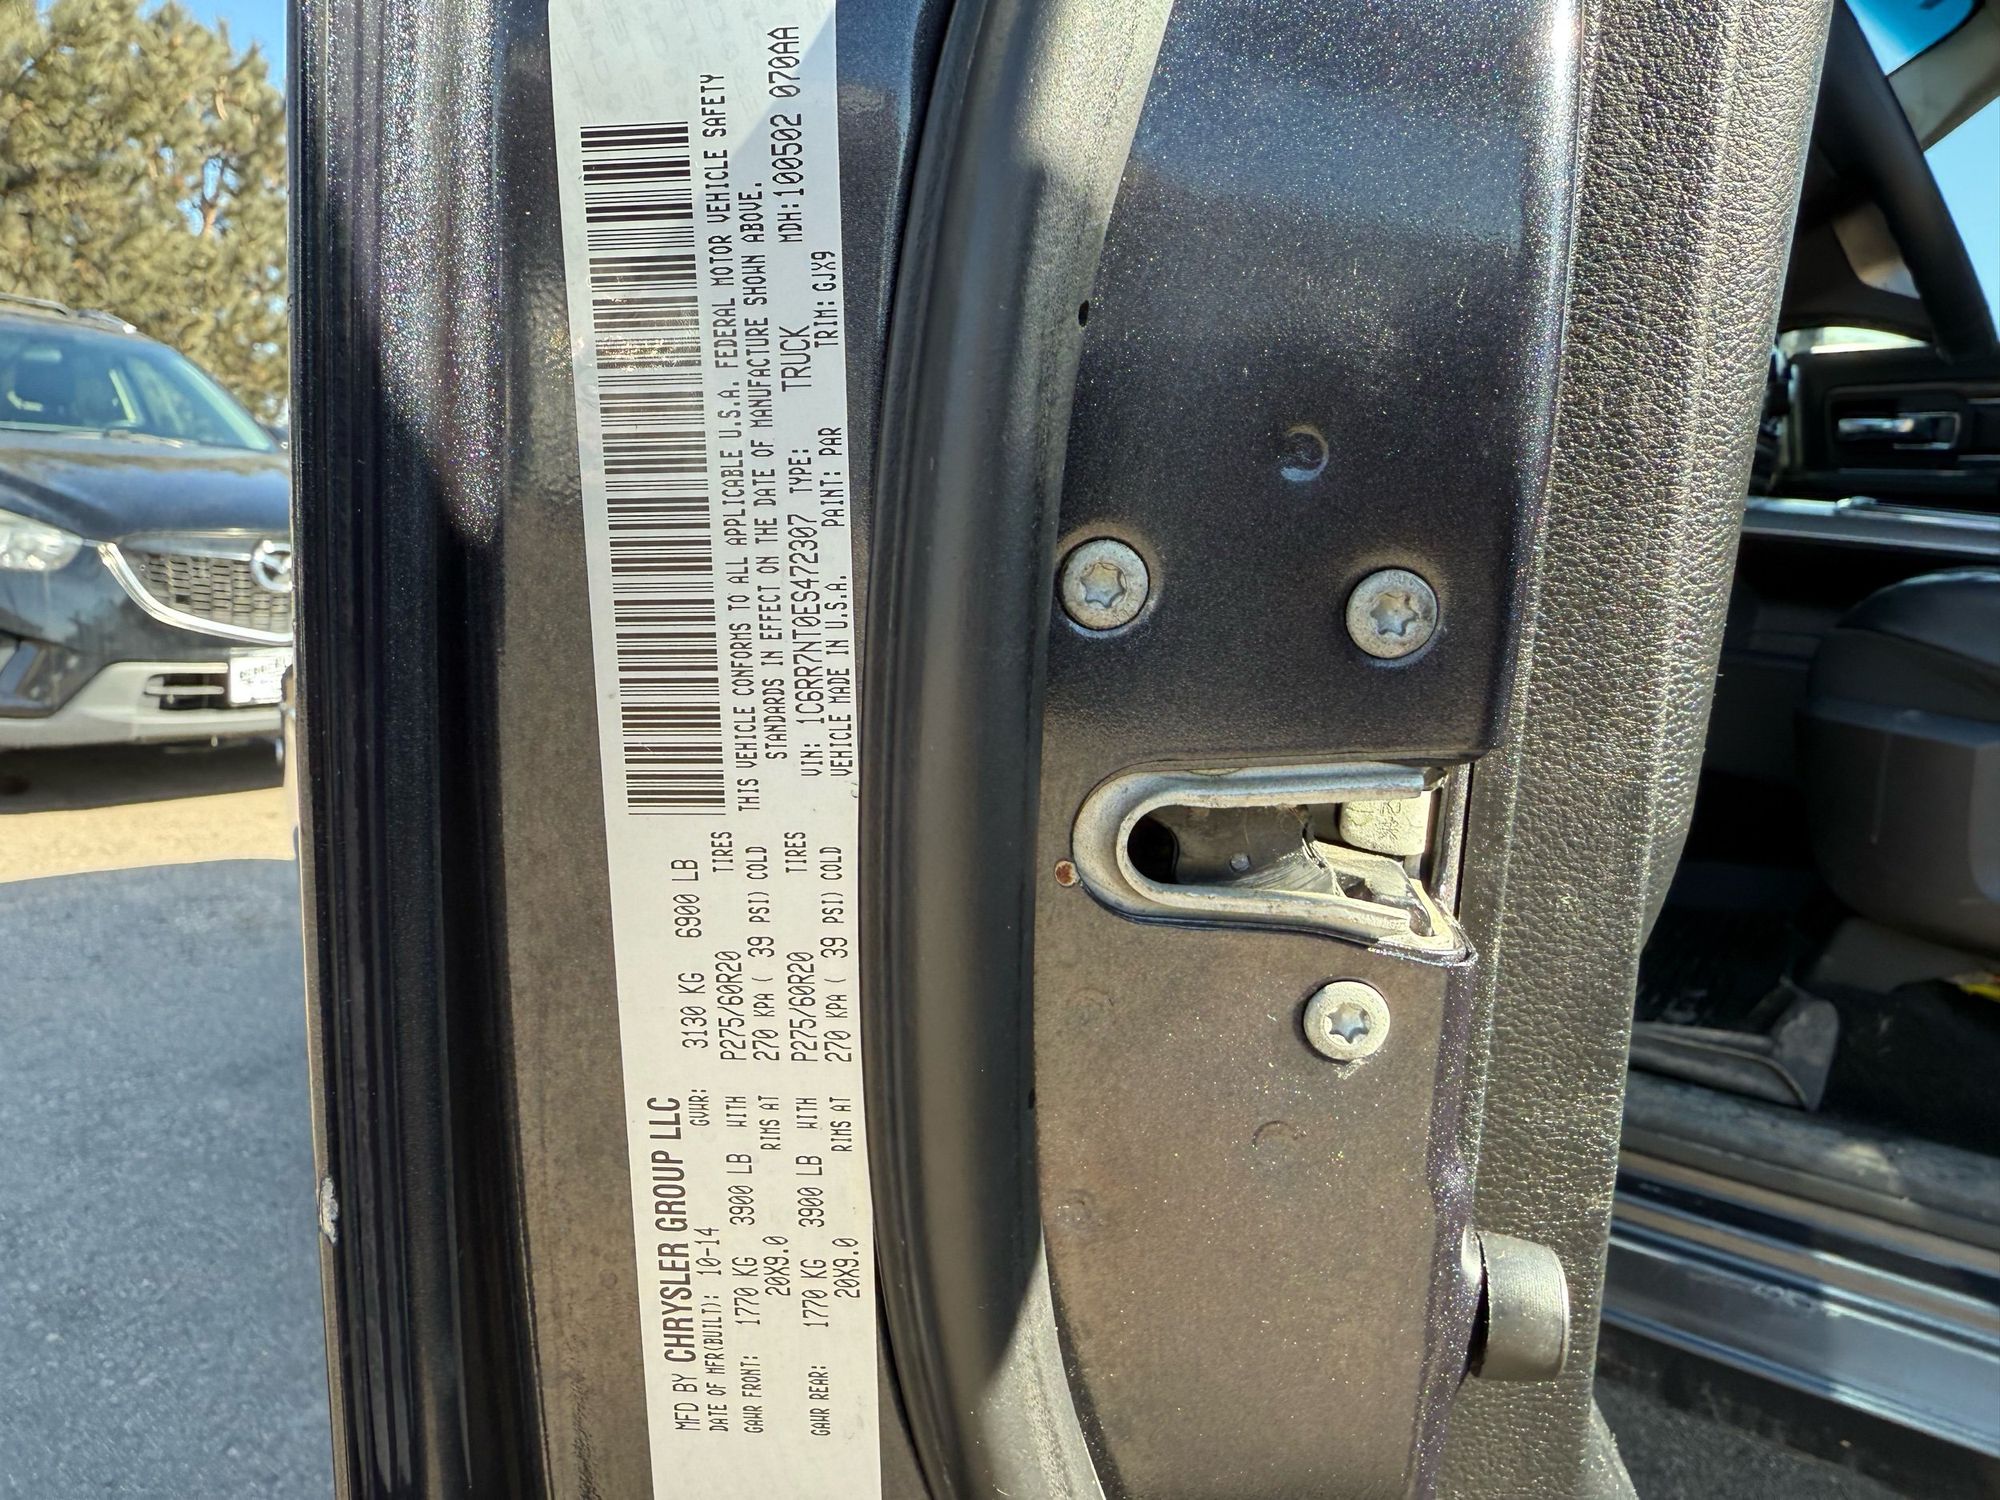 MFD BY CHRYSLER GROUP LLC
DATE OF MFR(BUILT): 10-14 GVWR: 3130 KG 6900 LB
GAWR FRONT: 1770 KG 3900 LB WITH P275/60R20 TIRES
20X9.0 RIMS AT 270 KPA ( 39 PSI) COLD
GAWR REAR: 1770 KG 3900 LB WITH P275/60R20 TIRES
20X9.0 RIMS AT 270 KPA ( 39 PSI) COLD
THIS VEHICLE CONFORMS TO ALL APPLICABLE U.S.A. FEDERAL MOTOR VEHICLE SAFETY
STANDARDS IN EFFECT ON THE DATE OF MANUFACTURE SHOWN ABOVE.
VIN: 1C6RR7NT0ES472307 TYPE: TRUCK MDH:100502 070AA
VEHICLE MADE IN U.S.A. PAINT: PAR TRIM: GJX9